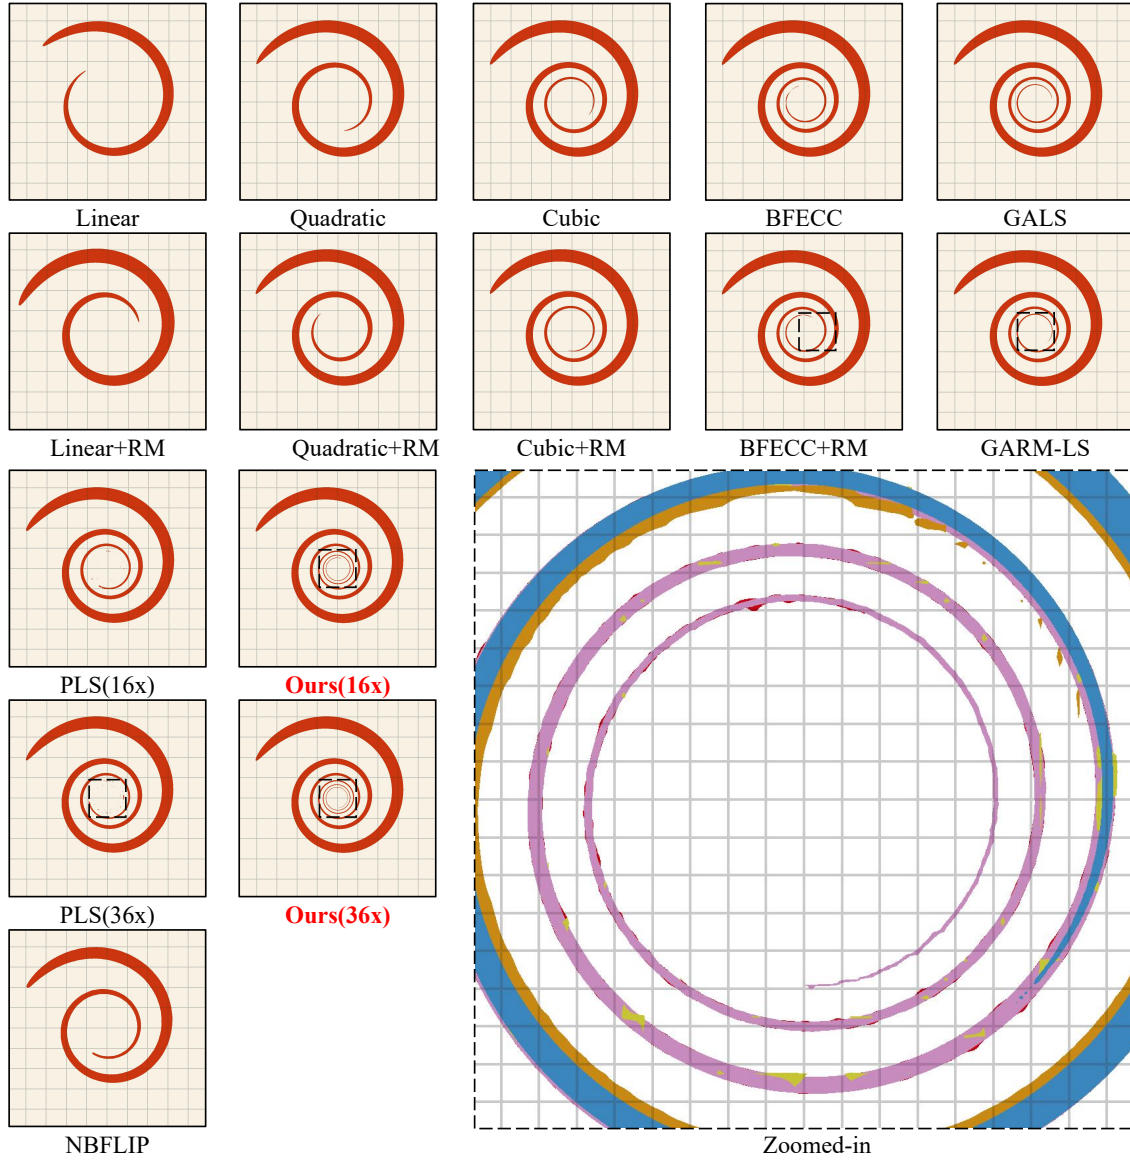 Linear
Quadratic
Cubic
BFECC
GALS
Linear+RM
Quadratic+RM
Cubic+RM
BFECC+RM
GARM-LS
PLS(16x)
Ours(16x)
PLS(36x)
Ours(36x)
NBFLIP
Zoomed-in